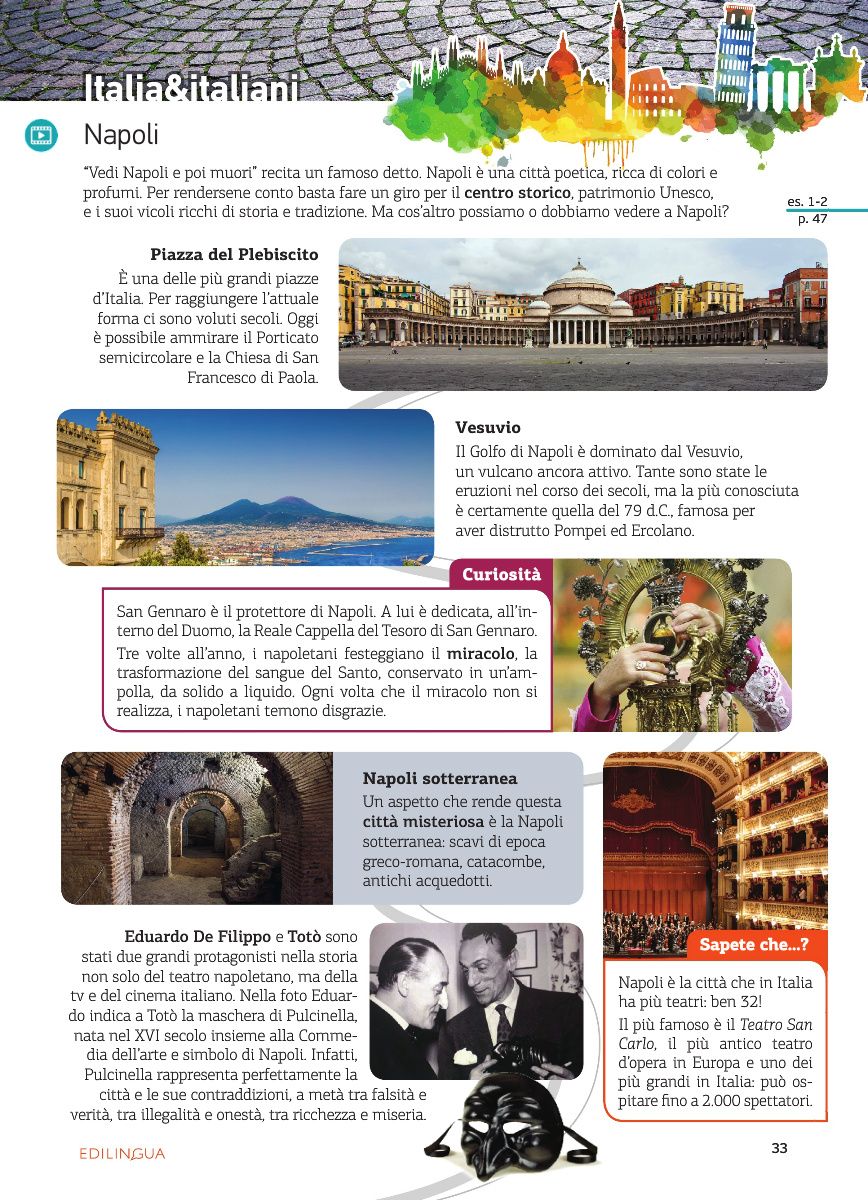 Italia&italiani
Napoli
“Vedi Napoli e poi muori” recita un famoso detto. Napoli è una città poetica, ricca di colori e
profumi. Per rendersene conto basta fare un giro per il centro storico, patrimonio Unesco,
e i suoi vicoli ricchi di storia e tradizione. Ma cos’altro possiamo o dobbiamo vedere a Napoli?
es. 1-2
p. 47
Piazza del Plebiscito
È una delle più grandi piazze
d’Italia. Per raggiungere l’attuale
forma ci sono voluti secoli. Oggi
è possibile ammirare il Porticato
semicircolare e la Chiesa di San
Francesco di Paola.
Vesuvio
Il Golfo di Napoli è dominato dal Vesuvio,
un vulcano ancora attivo. Tante sono state le
eruzioni nel corso dei secoli, ma la più conosciuta
è certamente quella del 79 d.C., famosa per
aver distrutto Pompei ed Ercolano.
Curiosità
San Gennaro è il protettore di Napoli. A lui è dedicata, all’in-
terno del Duomo, la Reale Cappella del Tesoro di San Gennaro.
Tre volte all’anno, i napoletani festeggiano il miracolo, la
trasformazione del sangue del Santo, conservato in un’am-
polla, da solido a liquido. Ogni volta che il miracolo non si
realizza, i napoletani temono disgrazie.
Napoli sotterranea
Un aspetto che rende questa
città misteriosa è la Napoli
sotterranea: scavi di epoca
greco-romana, catacombe,
antichi acquedotti.
Eduardo De Filippo e Totò sono
stati due grandi protagonisti nella storia
non solo del teatro napoletano, ma della
tv e del cinema italiano. Nella foto Eduar-
do indica a Totò la maschera di Pulcinella,
nata nel XVI secolo insieme alla Comme-
dia dell’arte e simbolo di Napoli. Infatti,
Pulcinella rappresenta perfettamente la
città e le sue contraddizioni, a metà tra falsità e
verità, tra illegalità e onestà, tra ricchezza e miseria.
Sapete che...?
Napoli è la città che in Italia
ha più teatri: ben 32!
Il più famoso è il Teatro San
Carlo, il più antico teatro
d’opera in Europa e uno dei
più grandi in Italia: può os-
pitare fino a 2.000 spettatori.
EDILINGUA
33